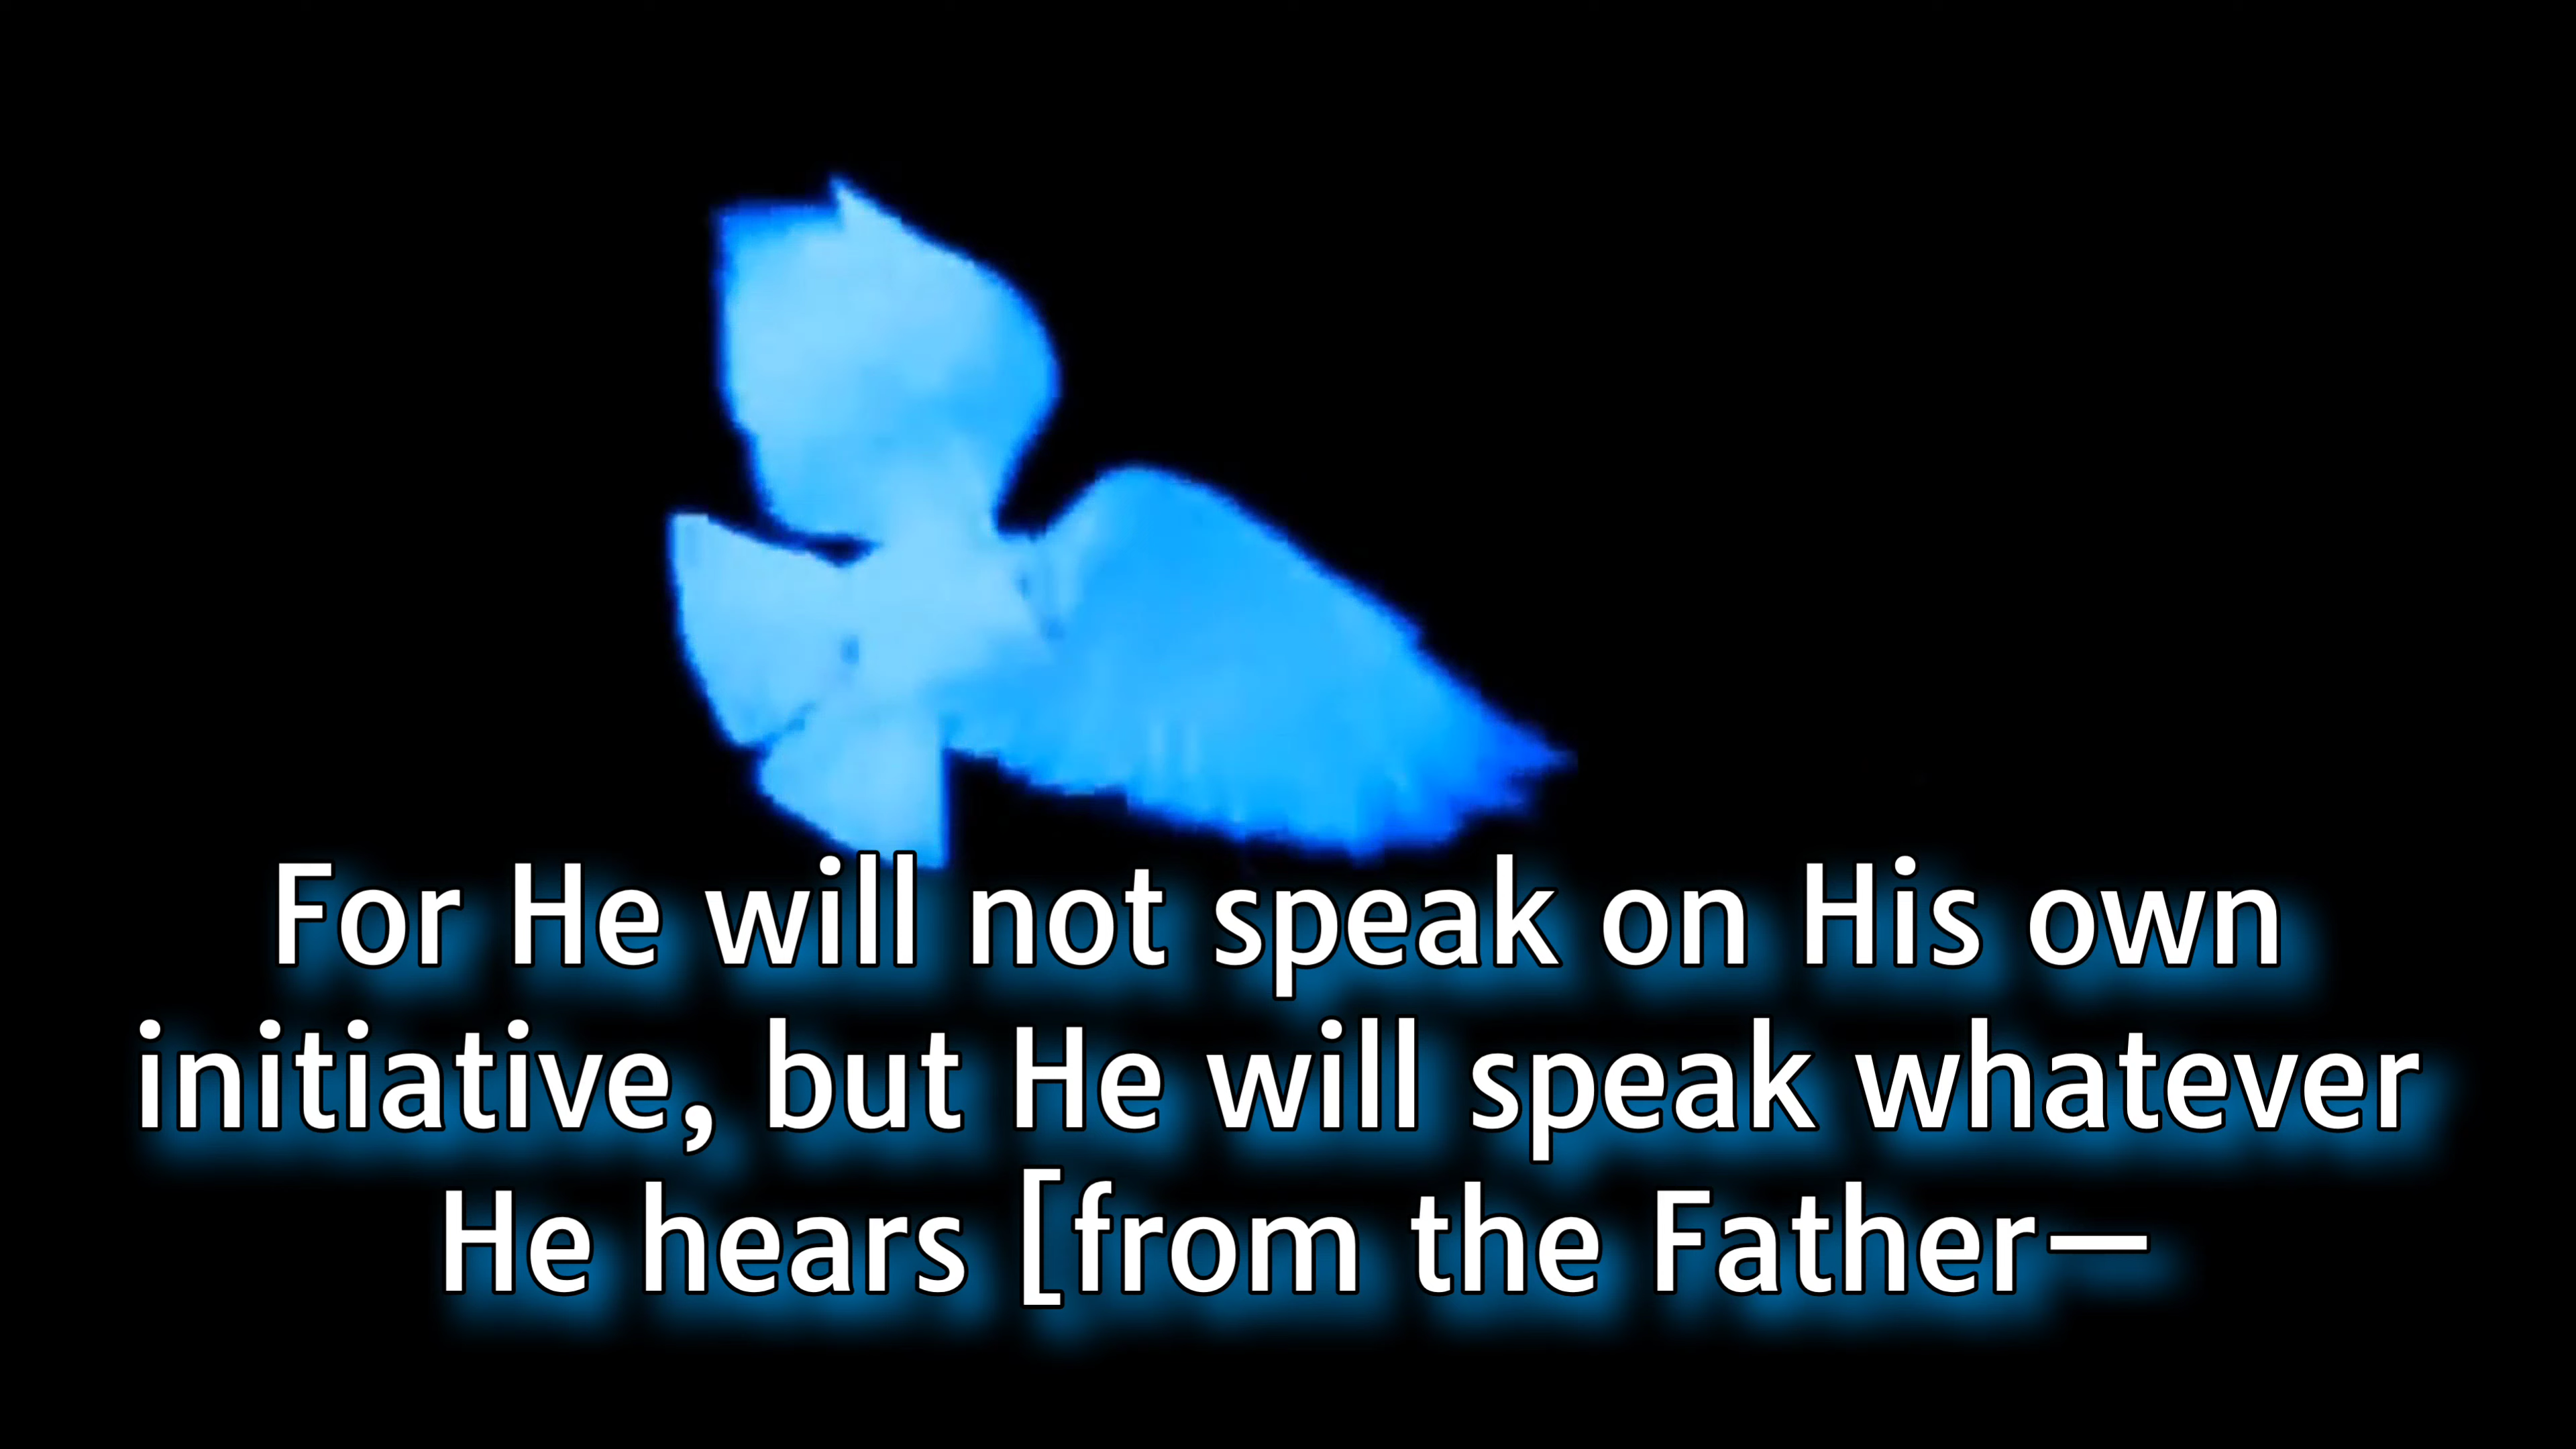 For He will not speak on His own
initiative, but He will speak whatever
He hears [from the Father—